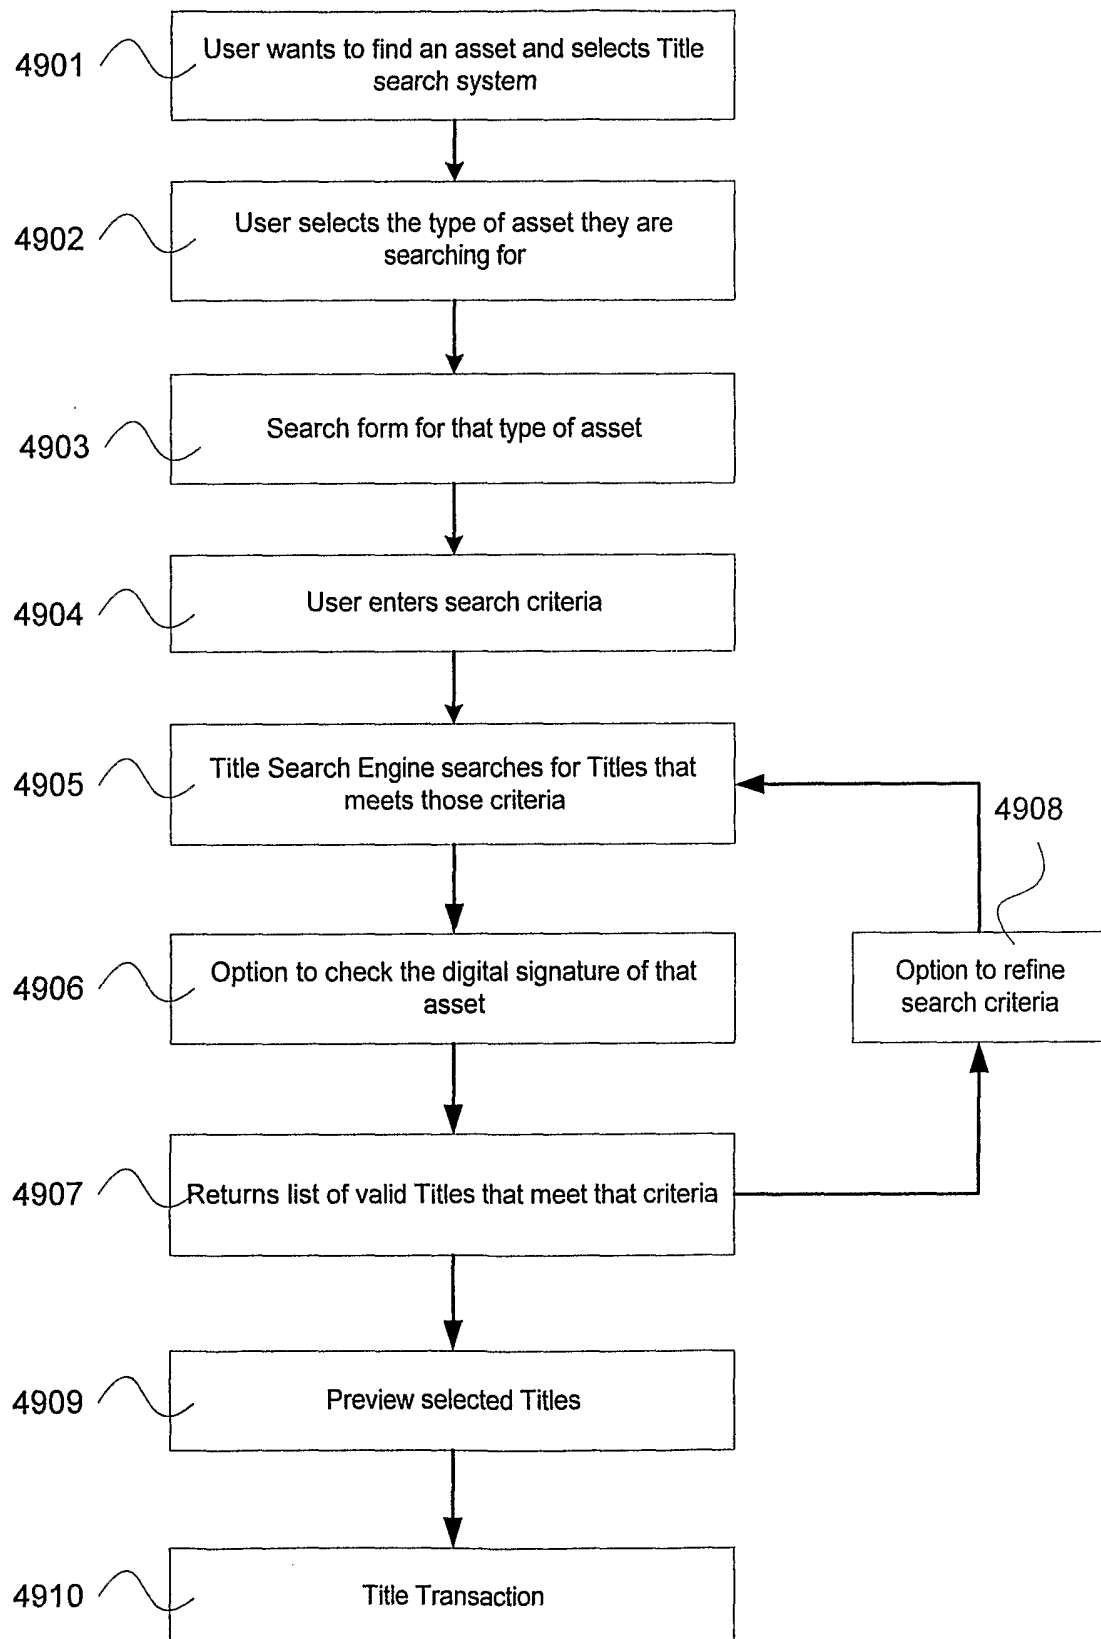 4901
User wants to find an asset and selects Title
search system
4902
User selects the type of asset they are
searching for
4903
Search form for that type of asset
4904
User enters search criteria
4905
Title Search Engine searches for Titles that
meets those criteria
4908
4906
Option to check the digital signature of that
asset
Option to refine
search criteria
4907
Returns list of valid Titles that meet that criteria
4909
Preview selected Titles
4910
Title Transaction